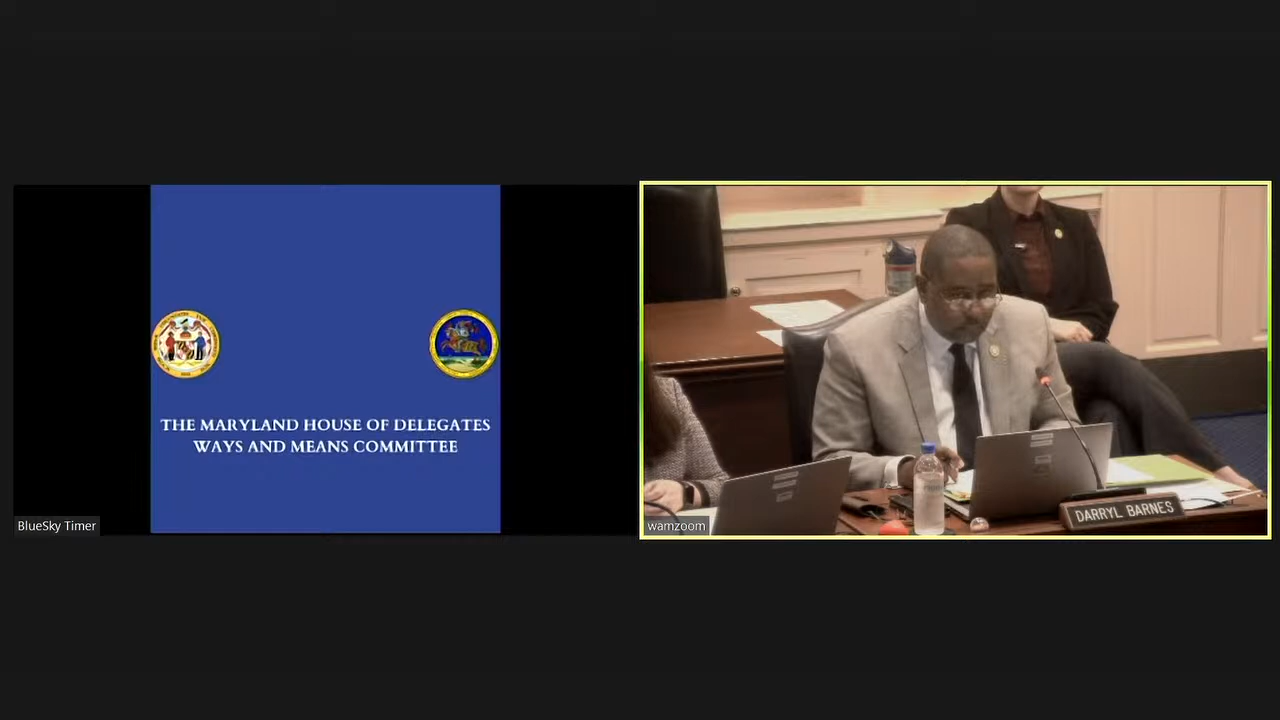 THE MARYLAND HOUSE OF DELEGATES
WAYS AND MEANS COMMITTEE
BlueSky Timer
wamzoom
DARRYL BARNES